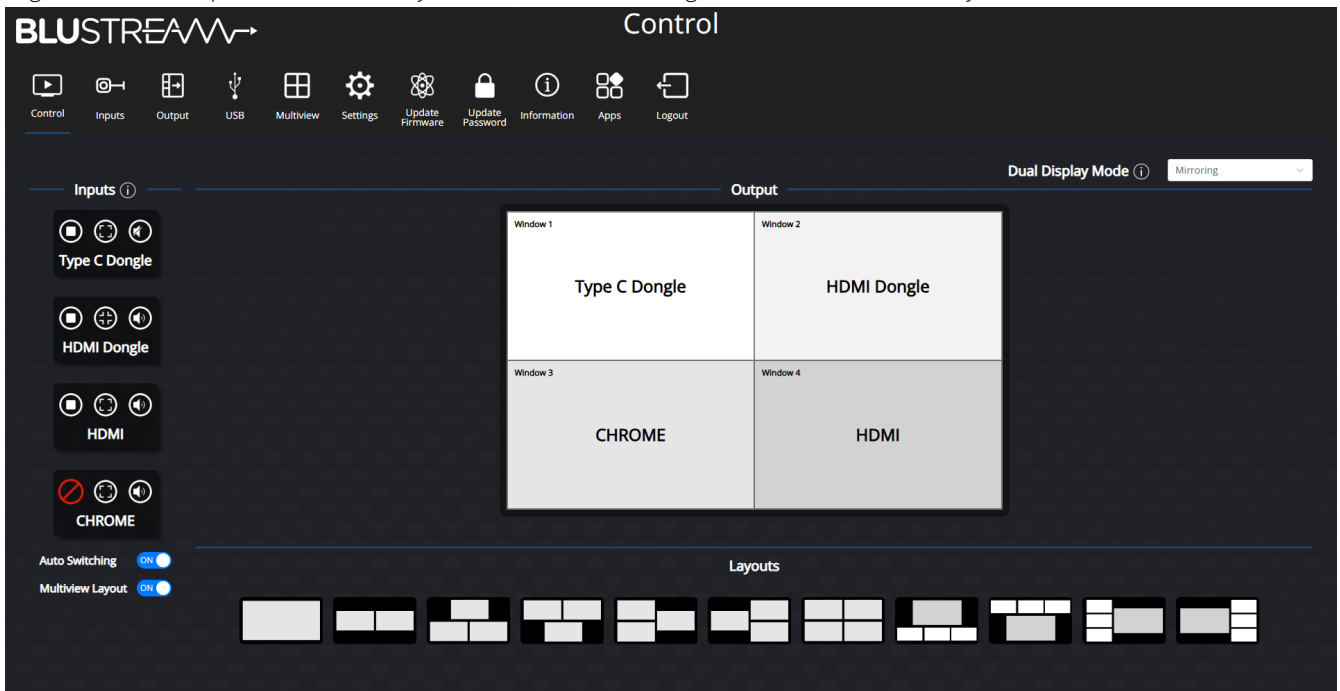 BLUSTREAM
Control
Control
Inputs
Output
USB
Multiview
Settings
Update
Firmware
Update
Password
Information
Apps
Logout
Dual Display Mode
Mirroring
Inputs
Output
Type C Dongle
HDMI Dongle
HDMI
CHROME
Window 1
Type C Dongle
Window 2
HDMI Dongle
Window 3
CHROME
Window 4
HDMI
Auto Switching ON
Multiview Layout ON
Layouts